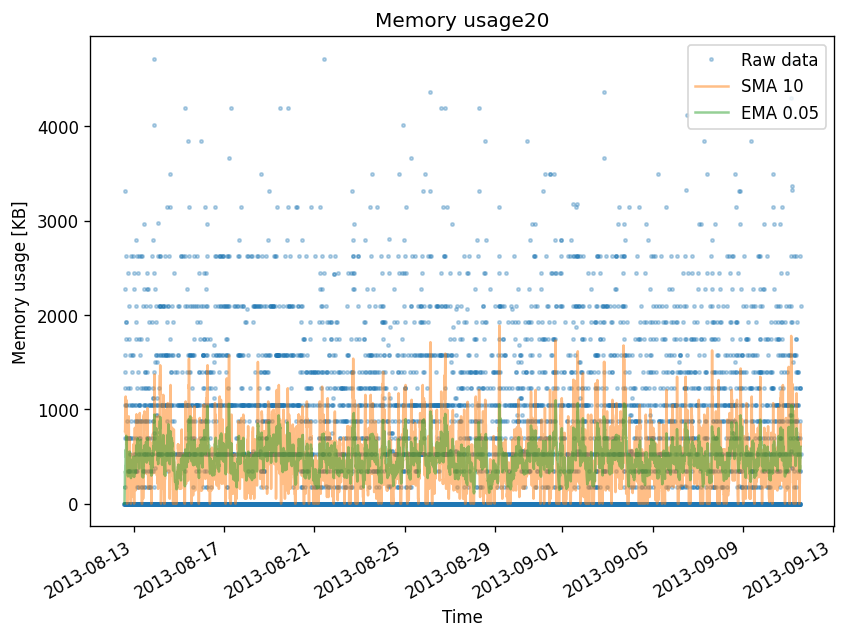 Memory usage20
Raw data
SMA 10
EMA 0.05
Memory usage [KB]
4000
3000
2000
1000
0
2013-08-13
2013-08-17
2013-08-21
2013-08-25
2013-08-29
2013-09-01
2013-09-05
2013-09-09
2013-09-13
Time